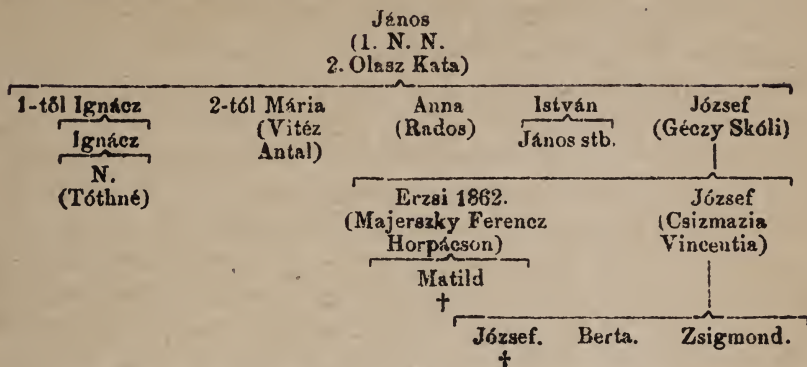 János
(1. N. N.
2. Olasz Kata)
1-től Ignácz 2-tól Mária Anna István József
(Vitéz (Rados) (Géczy Skóli)
Ignácz Antal) János stb.
N.
(Tóthné)
Erzsi 1862. József
(Majerszky Ferencz (Csizmazia
Horpácson) Vincentia)
Matild
†
József. Berta. Zsigmond.
†